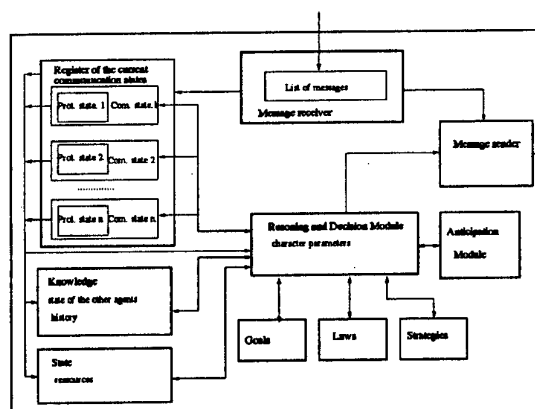 Register of the current
communication states
Prot. state. 1 Com. state. 1
Prot. state 2 Com. state 2
............
Prot. state n Com. state n.
List of messages
Message receiver
Message sender
Reasoning and Decision Module
character parameters
Anticipation
Module
Knowledge
state of the other agents
history
State
resources
Goals
Laws
Strategies